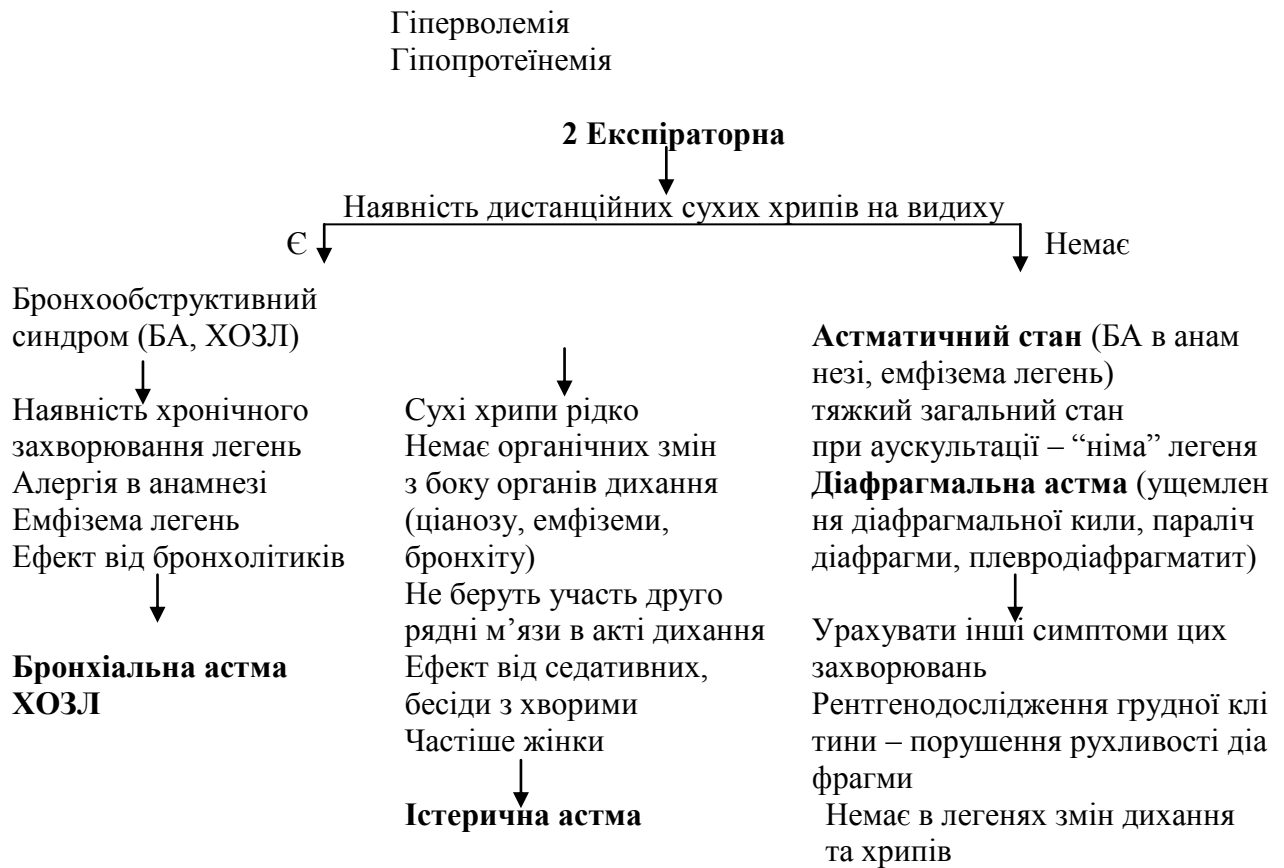 Гіперволемія
Гіпопротеїнемія
2 Експіраторна
Наявність дистанційних сухих хрипів на видиху
Є
Немає
Бронхообструктивний
синдром (БА, ХОЗЛ)
Наявність хронічного
захворювання легень
Алергія в анамнезі
Емфізема легень
Ефект від бронхолітиків
Бронхіальна астма
ХОЗЛ
Сухі хрипи рідко
Немає органічних змін
з боку органів дихання
(ціанозу, емфіземи,
бронхіту)
Не беруть участь друго
рядні м’язи в акті дихання
Ефект від седативних,
бесіди з хворими
Частіше жінки
Істерична астма
Астматичний стан (БА в анам
незі, емфізема легень)
тяжкий загальний стан
при аускультації – “німа” легеня
Діафрагмальна астма (ущемлен
ня діафрагмальної кили, параліч
діафрагми, плевродіафрагматит)
Урахувати інші симптоми цих
захворювань
Рентгенодослідження грудної клі
тини – порушення рухливості діа
фрагми
Немає в легенях змін дихання
та хрипів